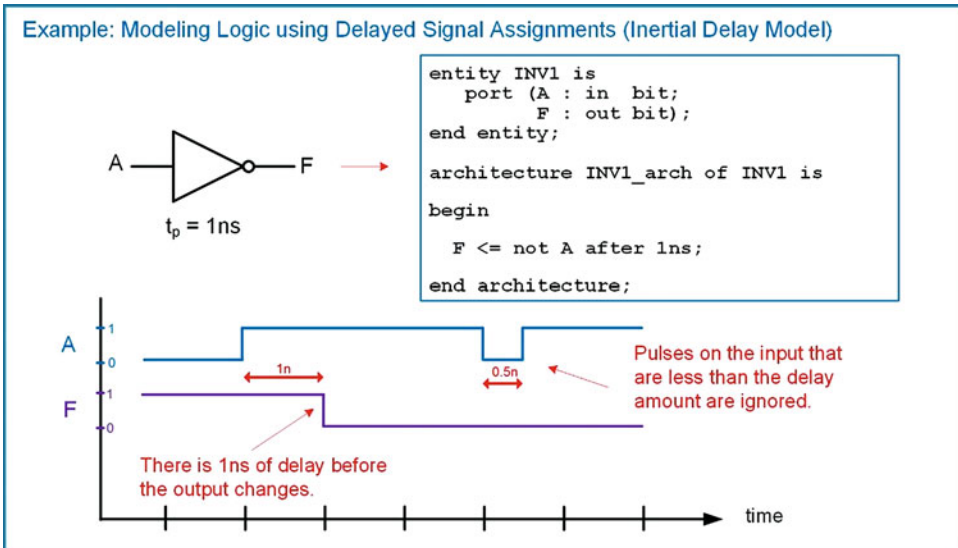 Example: Modeling Logic using Delayed Signal Assignments (Inertial Delay Model)
entity INV1 is
port (A : in bit;
F : out bit);
end entity;
architecture INV1_arch of INV1 is
begin
F <= not A after 1ns;
end architecture;
A
F
tp = 1ns
A
1
0
1n
0.5n
Pulses on the input that
are less than the delay
amount are ignored.
F
1
0
There is 1ns of delay before
the output changes.
time